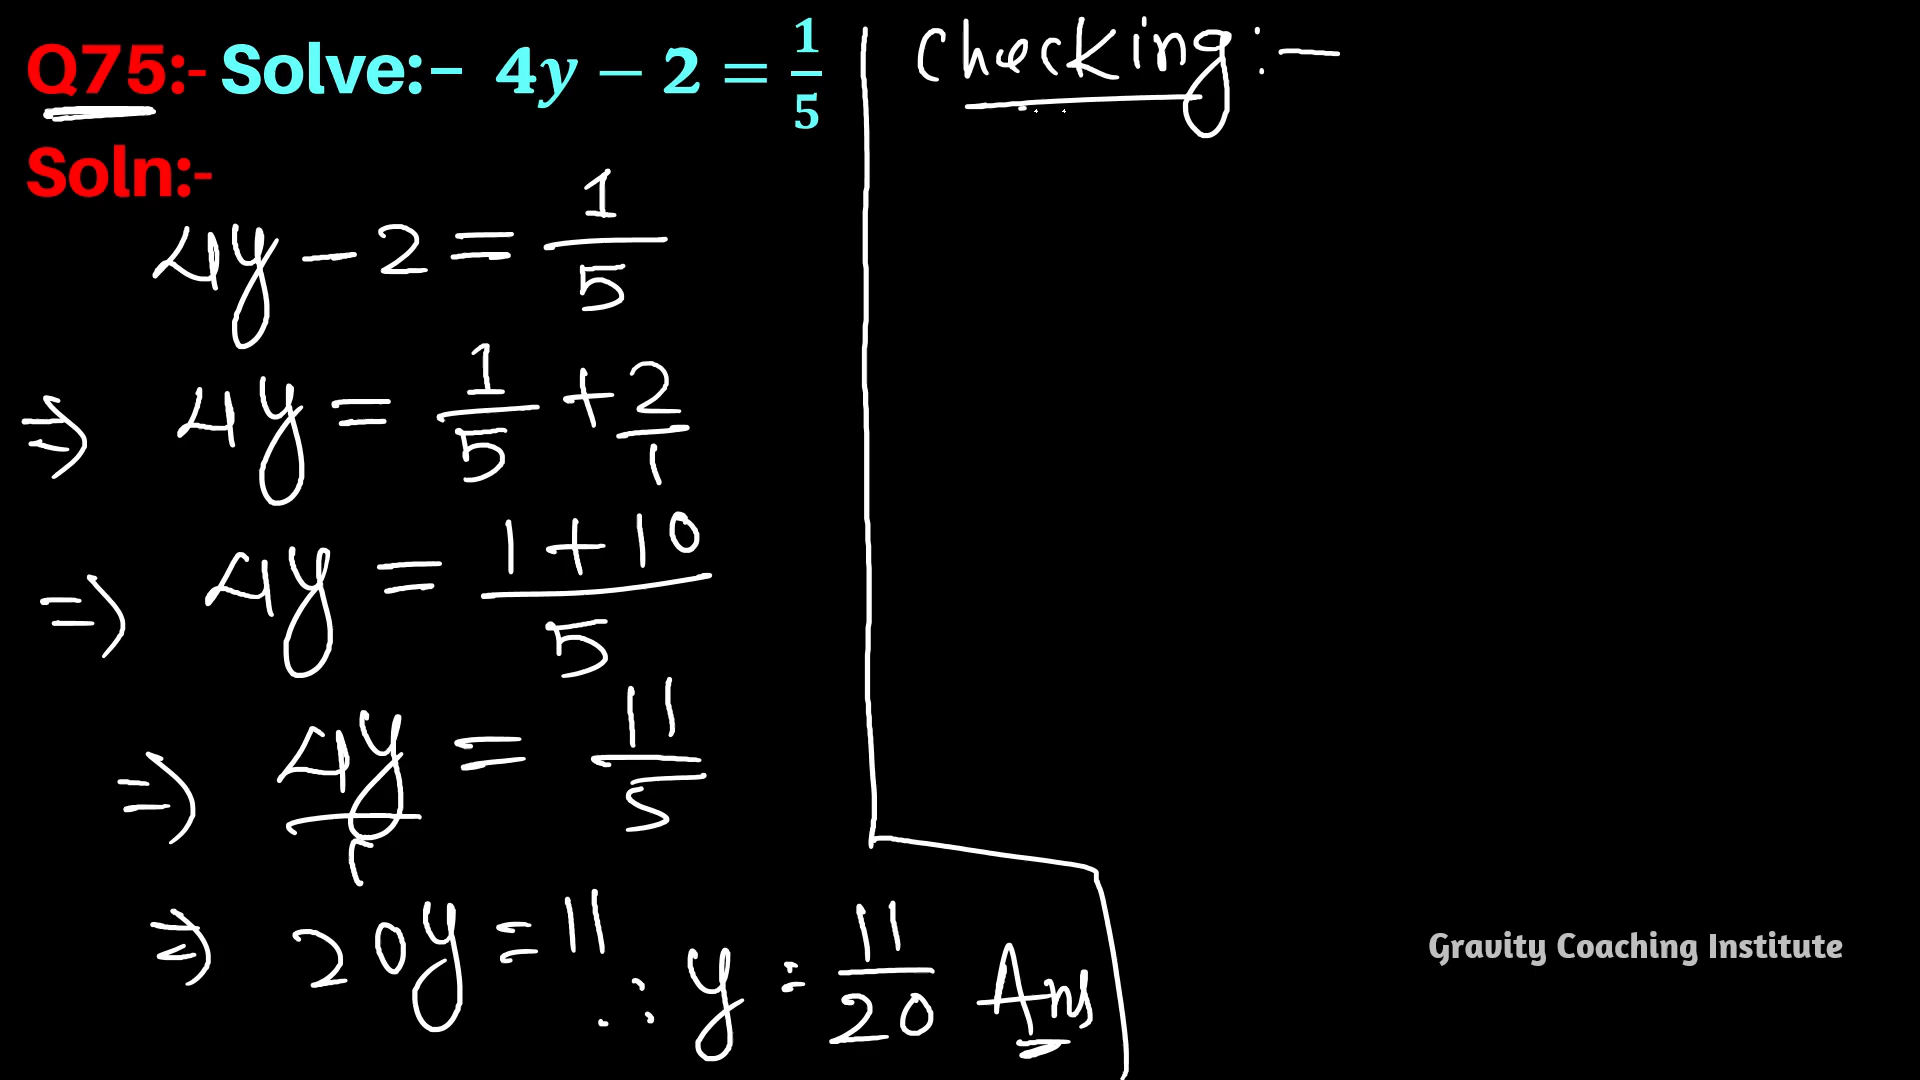 Q75:- Solve:- 4y − 2 = 1/5
Soln:-
4y − 2 = 1/5
⇒ 4y = 1/5 + 2/1
⇒ 4y = 1 + 10/5
⇒ 4y/1 = 11/5
⇒ 20y = 11
∴ y = 11/20 Ans
Checking:—
Gravity Coaching Institute